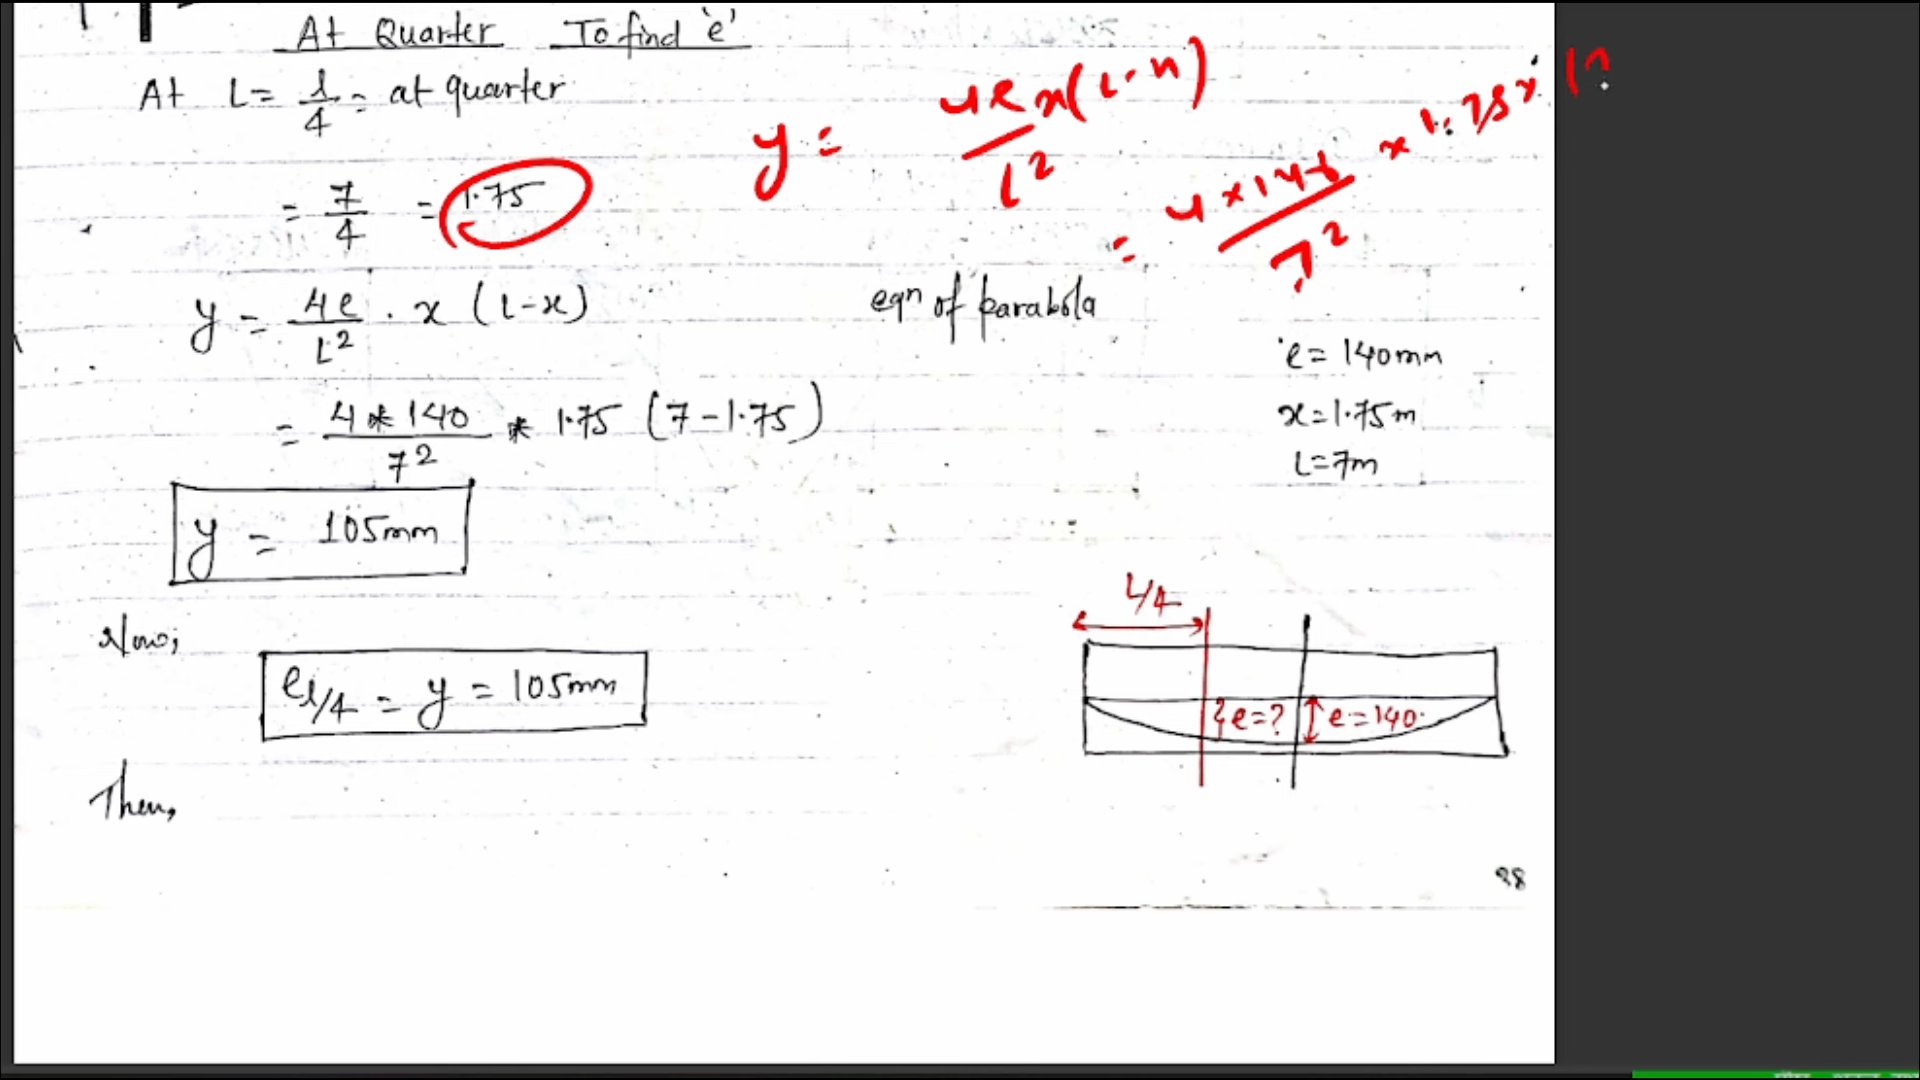 At Quarter To find 'e'
At L = l/4 = at quarter
= 7/4 = 1.75
y = 4e/L² · x (L-x)
eqn of parabola
= 4 * 140/7² * 1.75 (7-1.75)
y = 105mm
Now;
e l/4 = y = 105mm
Then,
y = 4e x(L-x)/L²
= 4×140/7² × 1.75 × (7
e = 140mm
x = 1.75m
L = 7m
L/4
e=?
e=140